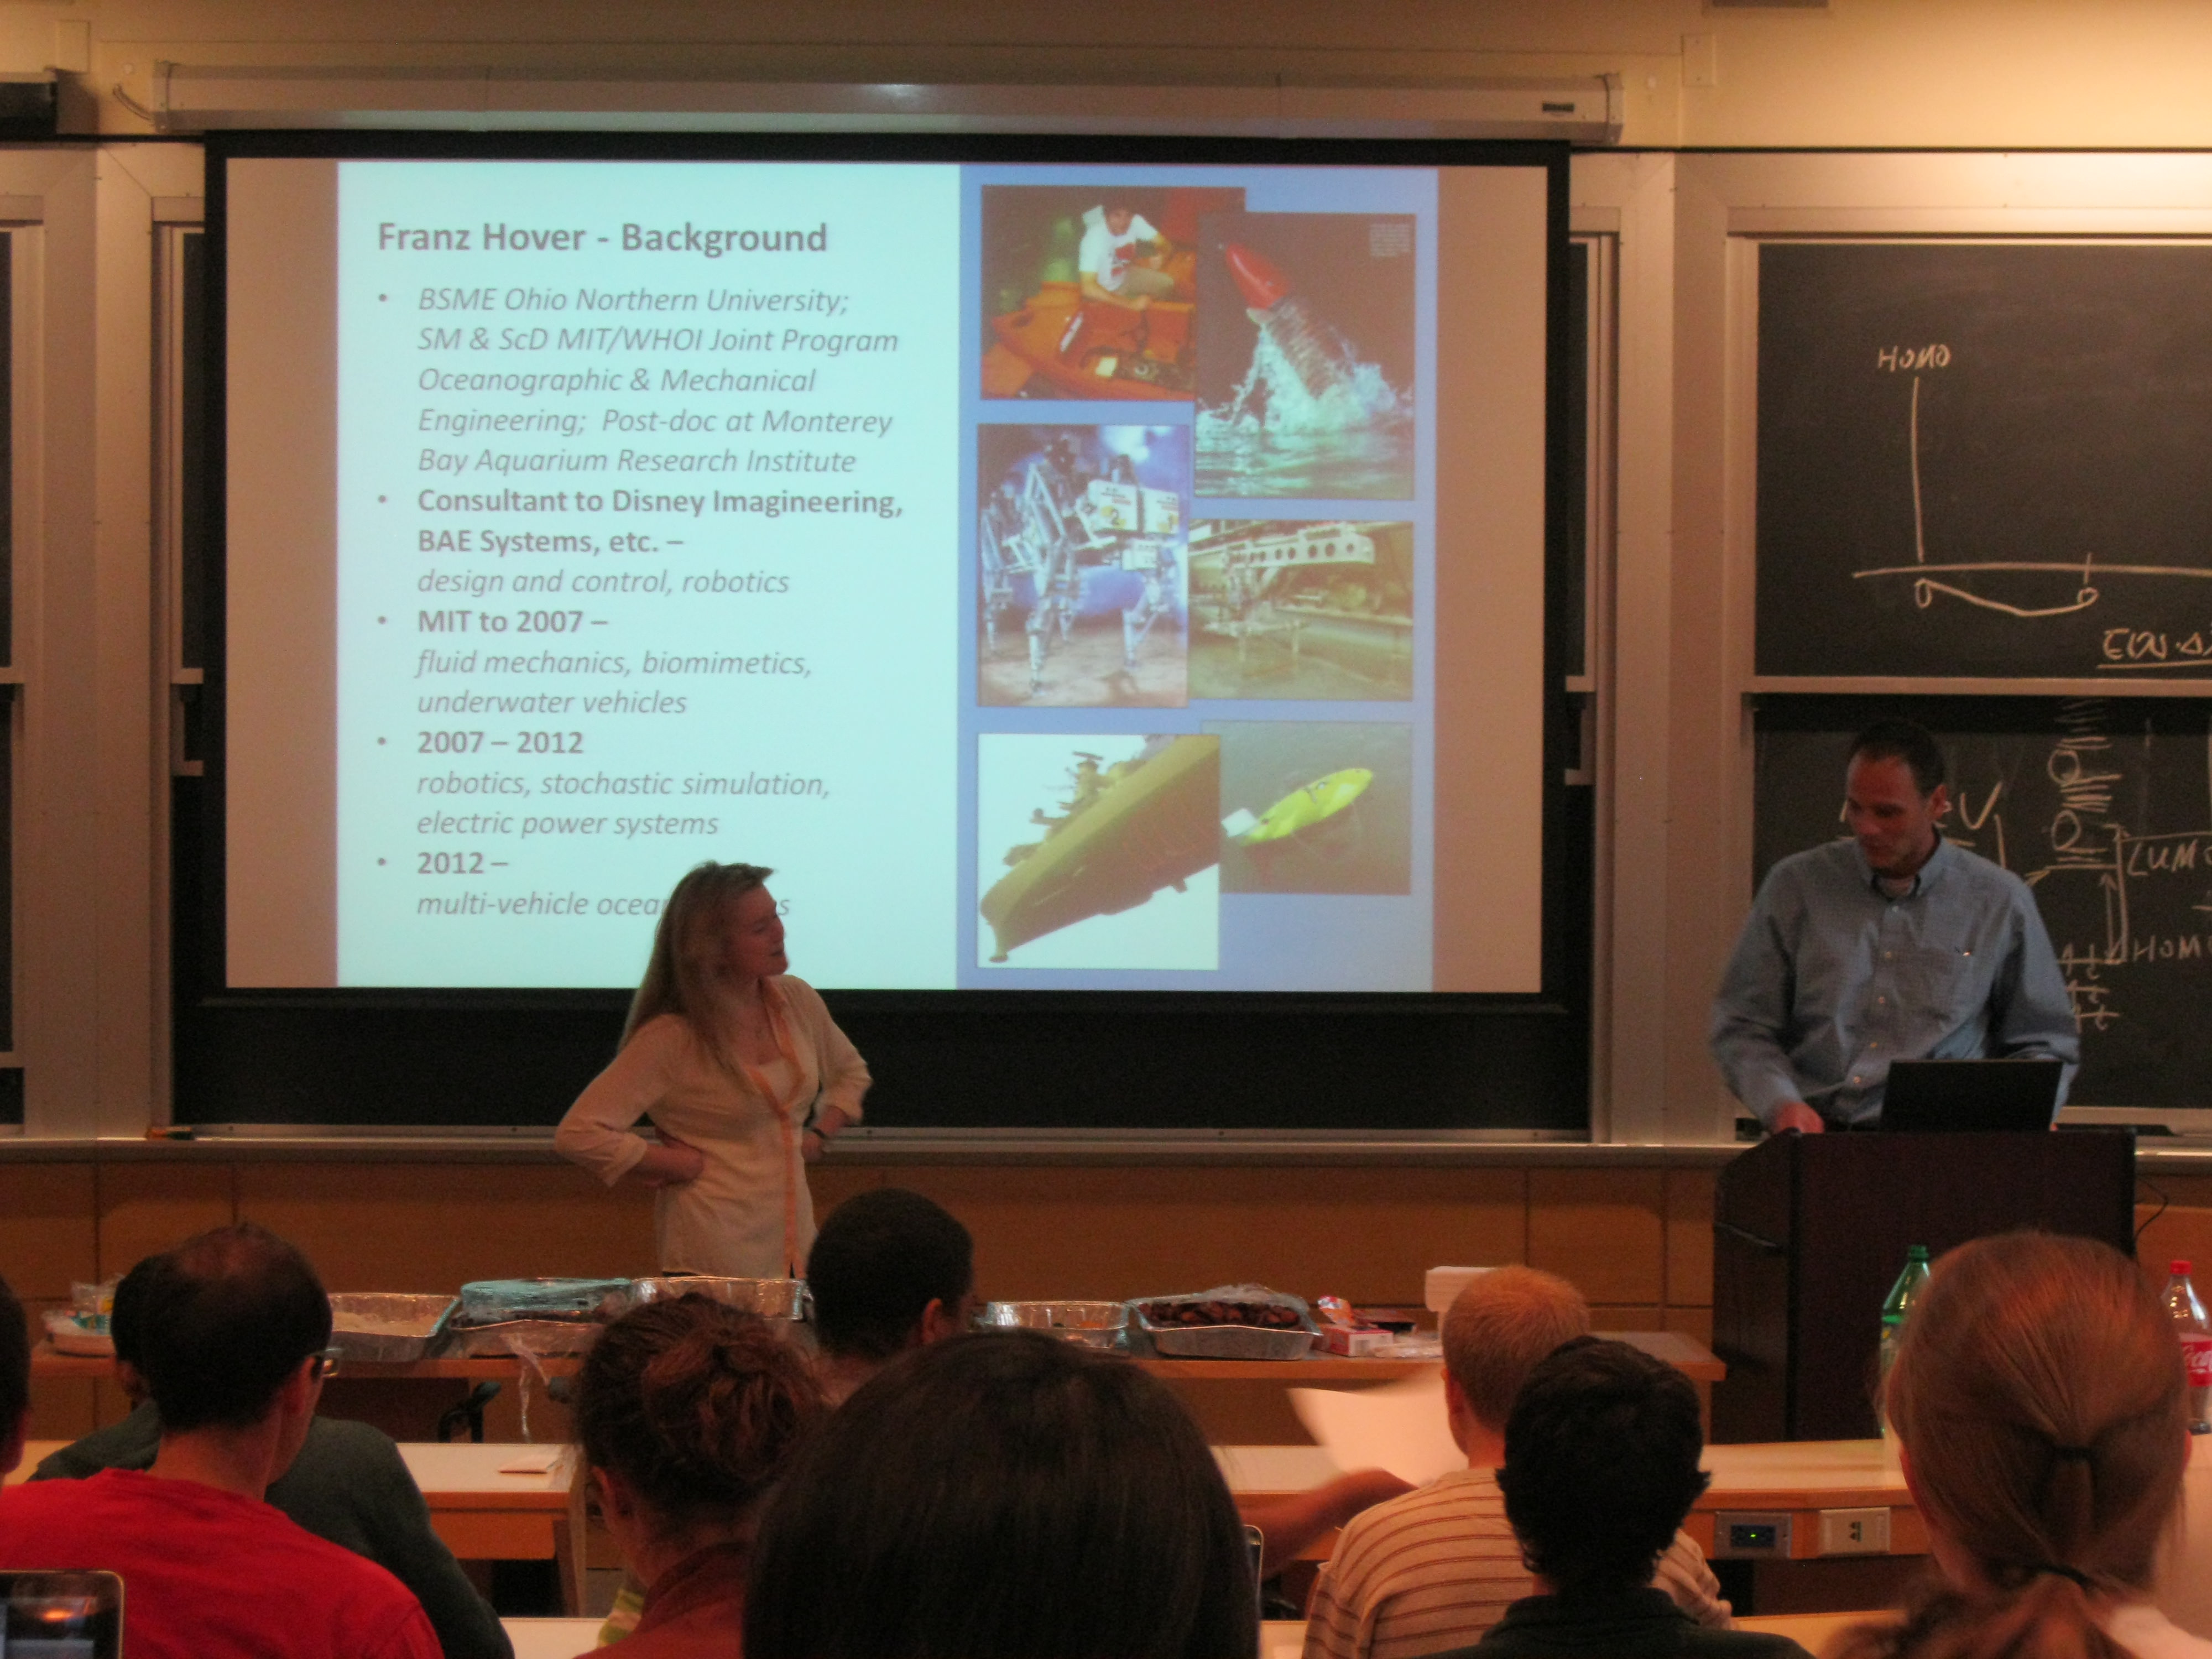 Franz Hover - Background
• BSME Ohio Northern University;
SM & ScD MIT/WHOI Joint Program
Oceanographic & Mechanical
Engineering; Post-doc at Monterey
Bay Aquarium Research Institute
• Consultant to Disney Imagineering,
BAE Systems, etc. –
design and control, robotics
• MIT to 2007 –
fluid mechanics, biomimetics,
underwater vehicles
• 2007 – 2012
robotics, stochastic simulation,
electric power systems
• 2012 –
multi-vehicle
2
1
HOMO
LUMO
HOMO